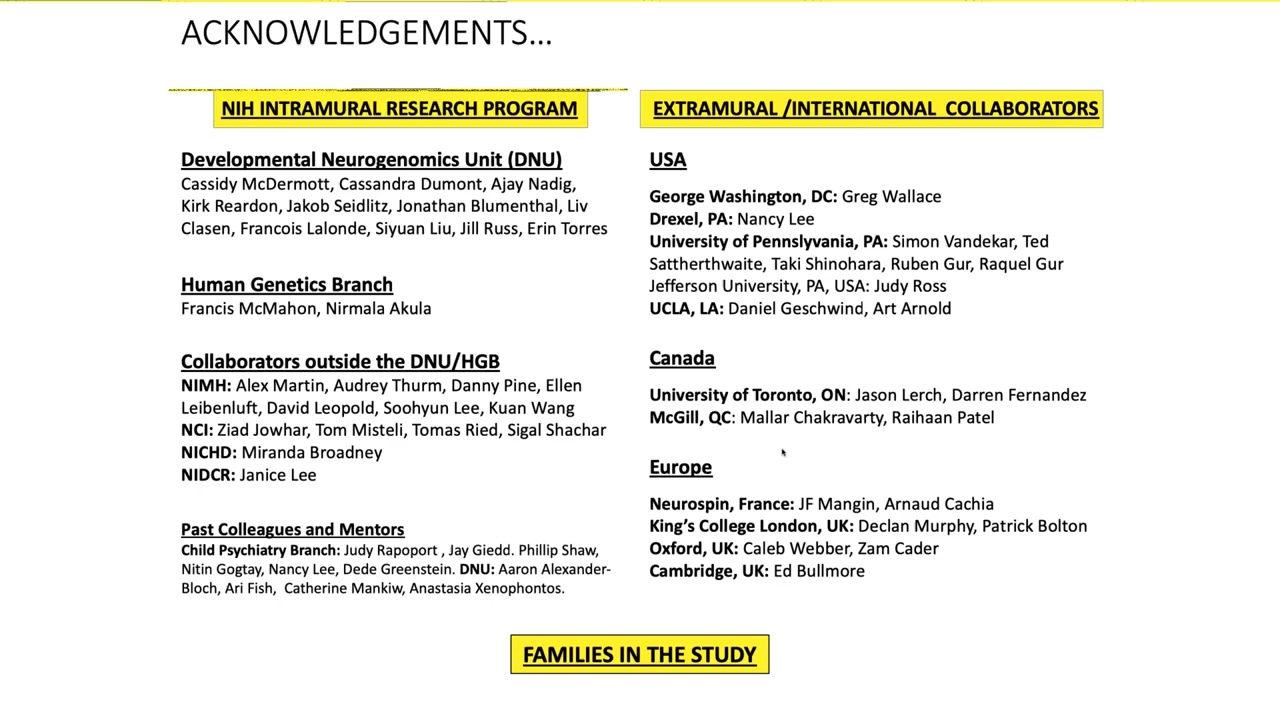 ACKNOWLEDGEMENTS...
NIH INTRAMURAL RESEARCH PROGRAM
Developmental Neurogenomics Unit (DNU)
Cassidy McDermott, Cassandra Dumont, Ajay Nadig,
Kirk Reardon, Jakob Seidlitz, Jonathan Blumenthal, Liv
Clasen, Francois Lalonde, Siyuan Liu, Jill Russ, Erin Torres
Human Genetics Branch
Francis McMahon, Nirmala Akula
Collaborators outside the DNU/HGB
NIMH: Alex Martin, Audrey Thurm, Danny Pine, Ellen
Leibenluft, David Leopold, Soohyun Lee, Kuan Wang
NCI: Ziad Jowhar, Tom Misteli, Tomas Ried, Sigal Shachar
NICHD: Miranda Broadney
NIDCR: Janice Lee
Past Colleagues and Mentors
Child Psychiatry Branch: Judy Rapoport , Jay Giedd. Phillip Shaw,
Nitin Gogtay, Nancy Lee, Dede Greenstein. DNU: Aaron Alexander-
Bloch, Ari Fish, Catherine Mankiw, Anastasia Xenophontos.
EXTRAMURAL /INTERNATIONAL COLLABORATORS
USA
George Washington, DC: Greg Wallace
Drexel, PA: Nancy Lee
University of Pennslyvania, PA: Simon Vandekar, Ted
Sattherthwaite, Taki Shinohara, Ruben Gur, Raquel Gur
Jefferson University, PA, USA: Judy Ross
UCLA, LA: Daniel Geschwind, Art Arnold
Canada
University of Toronto, ON: Jason Lerch, Darren Fernandez
McGill, QC: Mallar Chakravarty, Raihaan Patel
Europe
Neurospin, France: JF Mangin, Arnaud Cachia
King's College London, UK: Declan Murphy, Patrick Bolton
Oxford, UK: Caleb Webber, Zam Cader
Cambridge, UK: Ed Bullmore
FAMILIES IN THE STUDY